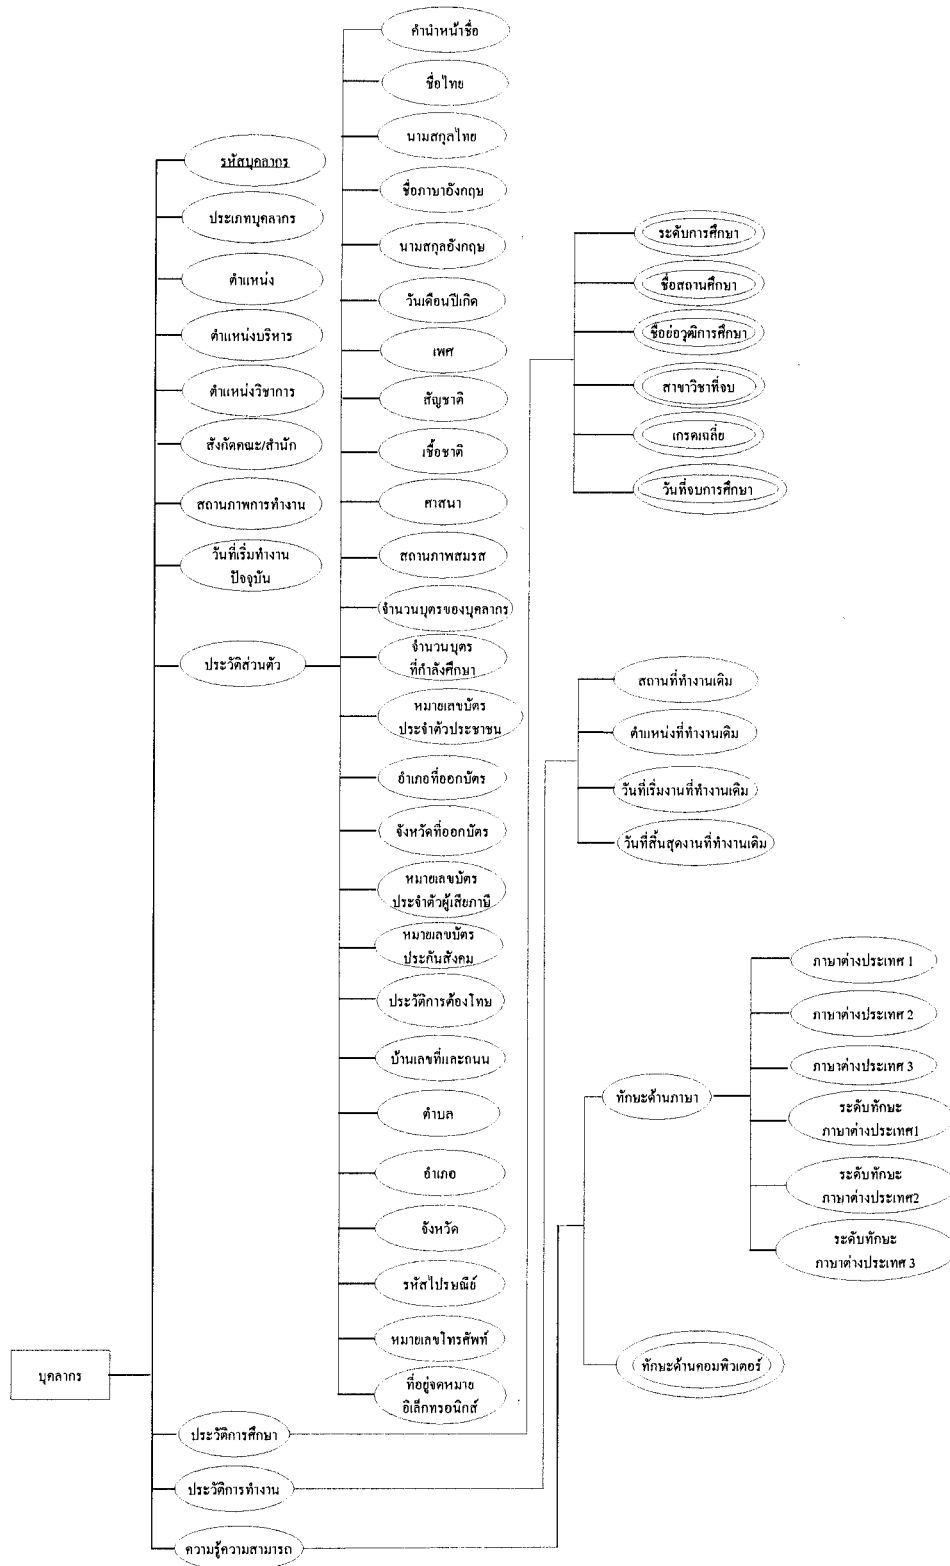 คำนำหน้าชื่อ
ชื่อไทย
นามสกุลไทย
ชื่อภาษาอังกฤษ
นามสกุลอังกฤษ
วันเดือนปีเกิด
เพศ
สัญชาติ
เชื้อชาติ
ศาสนา
สถานภาพสมรส
จำนวนบุตรของบุคลากร
จำนวนบุตร
ที่กำลังศึกษา
หมายเลขบัตร
ประจำตัวประชาชน
อำเภอที่ออกบัตร
จังหวัดที่ออกบัตร
หมายเลขบัตร
ประจำตัวผู้เสียภาษี
หมายเลขบัตร
ประกันสังคม
ประวัติการต้องโทษ
บ้านเลขที่และถนน
ตำบล
อำเภอ
จังหวัด
รหัสไปรษณีย์
หมายเลขโทรศัพท์
ที่อยู่จดหมาย
อิเล็กทรอนิกส์
รหัสบุคลากร
ประเภทบุคลากร
ตำแหน่ง
ตำแหน่งบริหาร
ตำแหน่งวิชาการ
สังกัดคณะ/สำนัก
สถานภาพการทำงาน
วันที่เริ่มทำงาน
ปัจจุบัน
ประวัติส่วนตัว
ระดับการศึกษา
ชื่อสถานศึกษา
ชื่อย่อวุฒิการศึกษา
สาขาวิชาที่จบ
เกรดเฉลี่ย
วันที่จบการศึกษา
สถานที่ทำงานเดิม
ตำแหน่งที่ทำงานเดิม
วันที่เริ่มงานที่ทำงานเดิม
วันที่สิ้นสุดงานที่ทำงานเดิม
ภาษาต่างประเทศ 1
ภาษาต่างประเทศ 2
ภาษาต่างประเทศ 3
ระดับทักษะ
ภาษาต่างประเทศ1
ระดับทักษะ
ภาษาต่างประเทศ2
ระดับทักษะ
ภาษาต่างประเทศ 3
ทักษะด้านภาษา
ทักษะด้านคอมพิวเตอร์
บุคลากร
ประวัติการศึกษา
ประวัติการทำงาน
ความรู้ความสามารถ